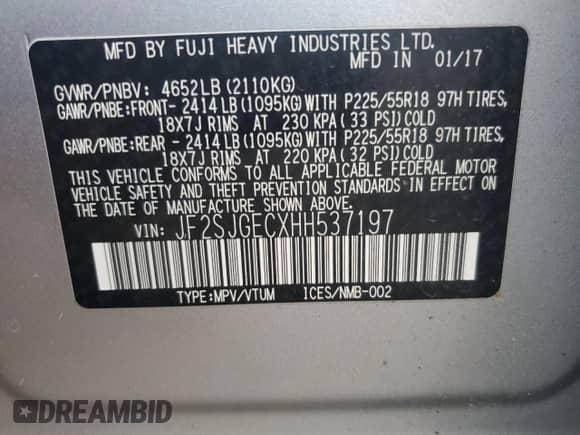 MFD BY FUJI HEAVY INDUSTRIES LTD.
MFD IN 01/17
GVWR/PNBV: 4652LB (2110KG)
GAWR/PNBE:FRONT- 2414LB (1095KG)WITH P225/55R18 97H TIRES,
18X7J RIMS AT 230 KPA (33 PSI)COLD
GAWR/PNBE:REAR - 2414LB (1095KG)WITH P225/55R18 97H TIRES,
18X7J RIMS AT 220 KPA (32 PSI)COLD
THIS VEHICLE CONFORMS TO ALL APPLICABLE FEDERAL MOTOR
VEHICLE SAFETY AND THEFT PREVENTION STANDARDS IN EFFECT ON
THE DATE OF MANUFACTURE SHOWN ABOVE.
VIN: JF2SJGECXHH537197
TYPE:MPV/VTUM ICES/NMB-002
DREAMBID